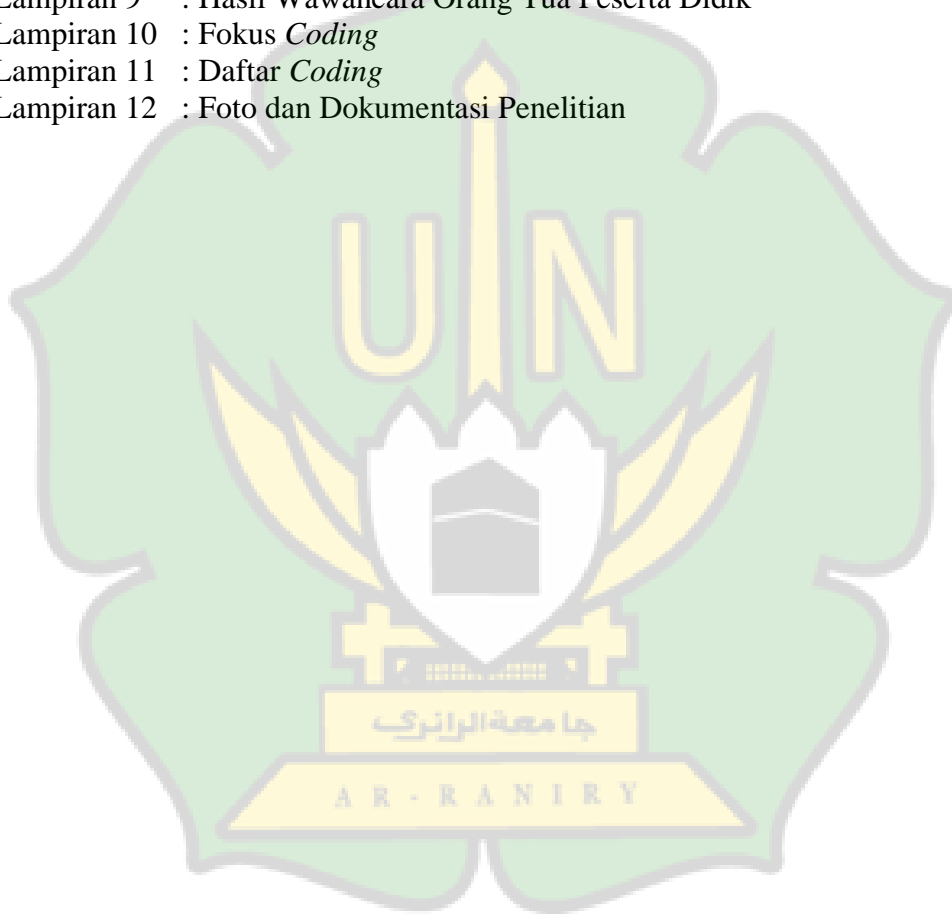 Lampiran 9 : Hasil Wawancara Orang Tua Peserta Didik
Lampiran 10 : Fokus Coding
Lampiran 11 : Daftar Coding
Lampiran 12 : Foto dan Dokumentasi Penelitian
UIN
جامعة الرانري
AR-RANIRY